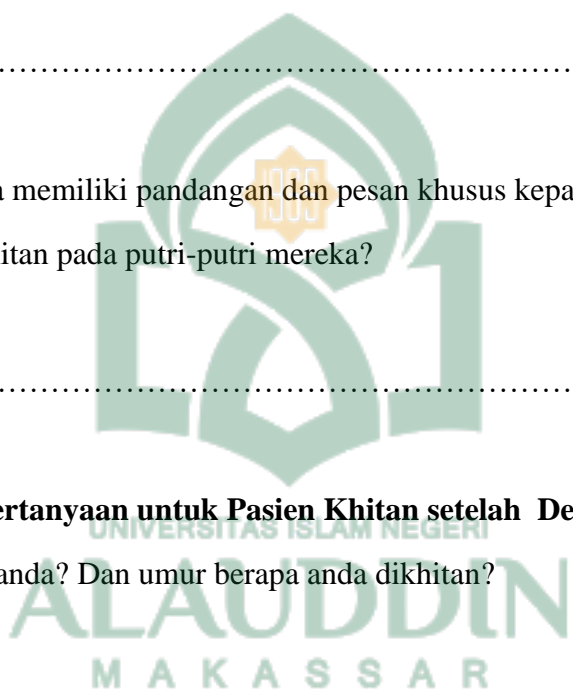 ……………………………………………………
a memiliki pandangan dan pesan khusus kepa
itan pada putri-putri mereka?
……………………………………………………
ertanyaan untuk Pasien Khitan setelah De
UNIVERSITAS ISLAM NEGERI
anda? Dan umur berapa anda dikhitan?
ALAUDDIN
MAKASSAR